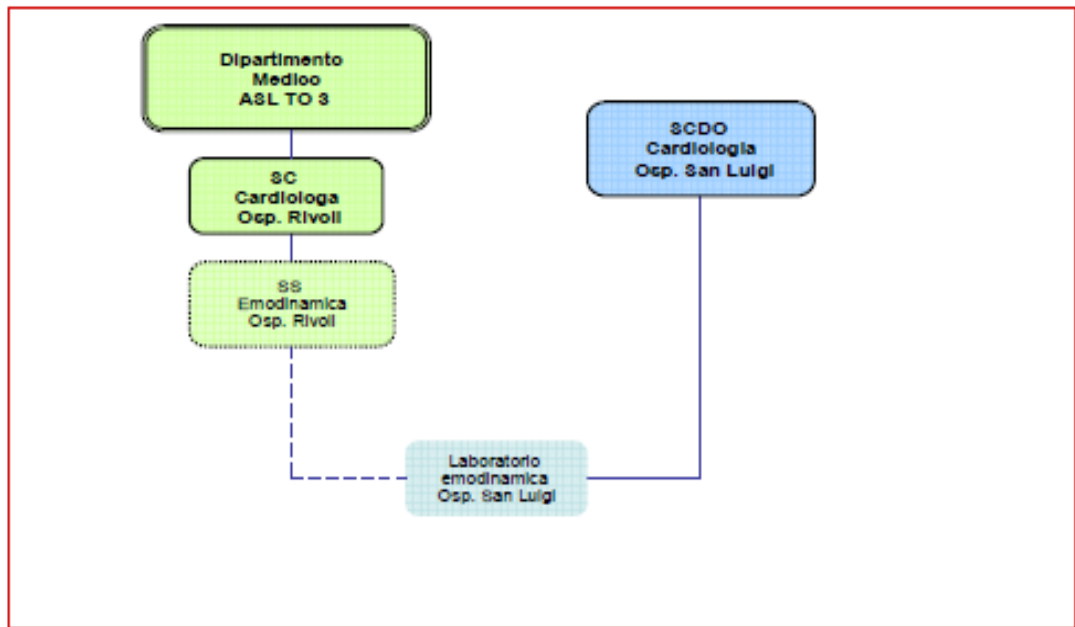 Dipartimento
Medico
ASL TO 3
SCDO
Cardiologia
Osp. San Luigi
SC
Cardiologa
Osp. Rivoli
SS
Emodinamica
Osp. Rivoli
Laboratorio
emodinamica
Osp. San Luigi